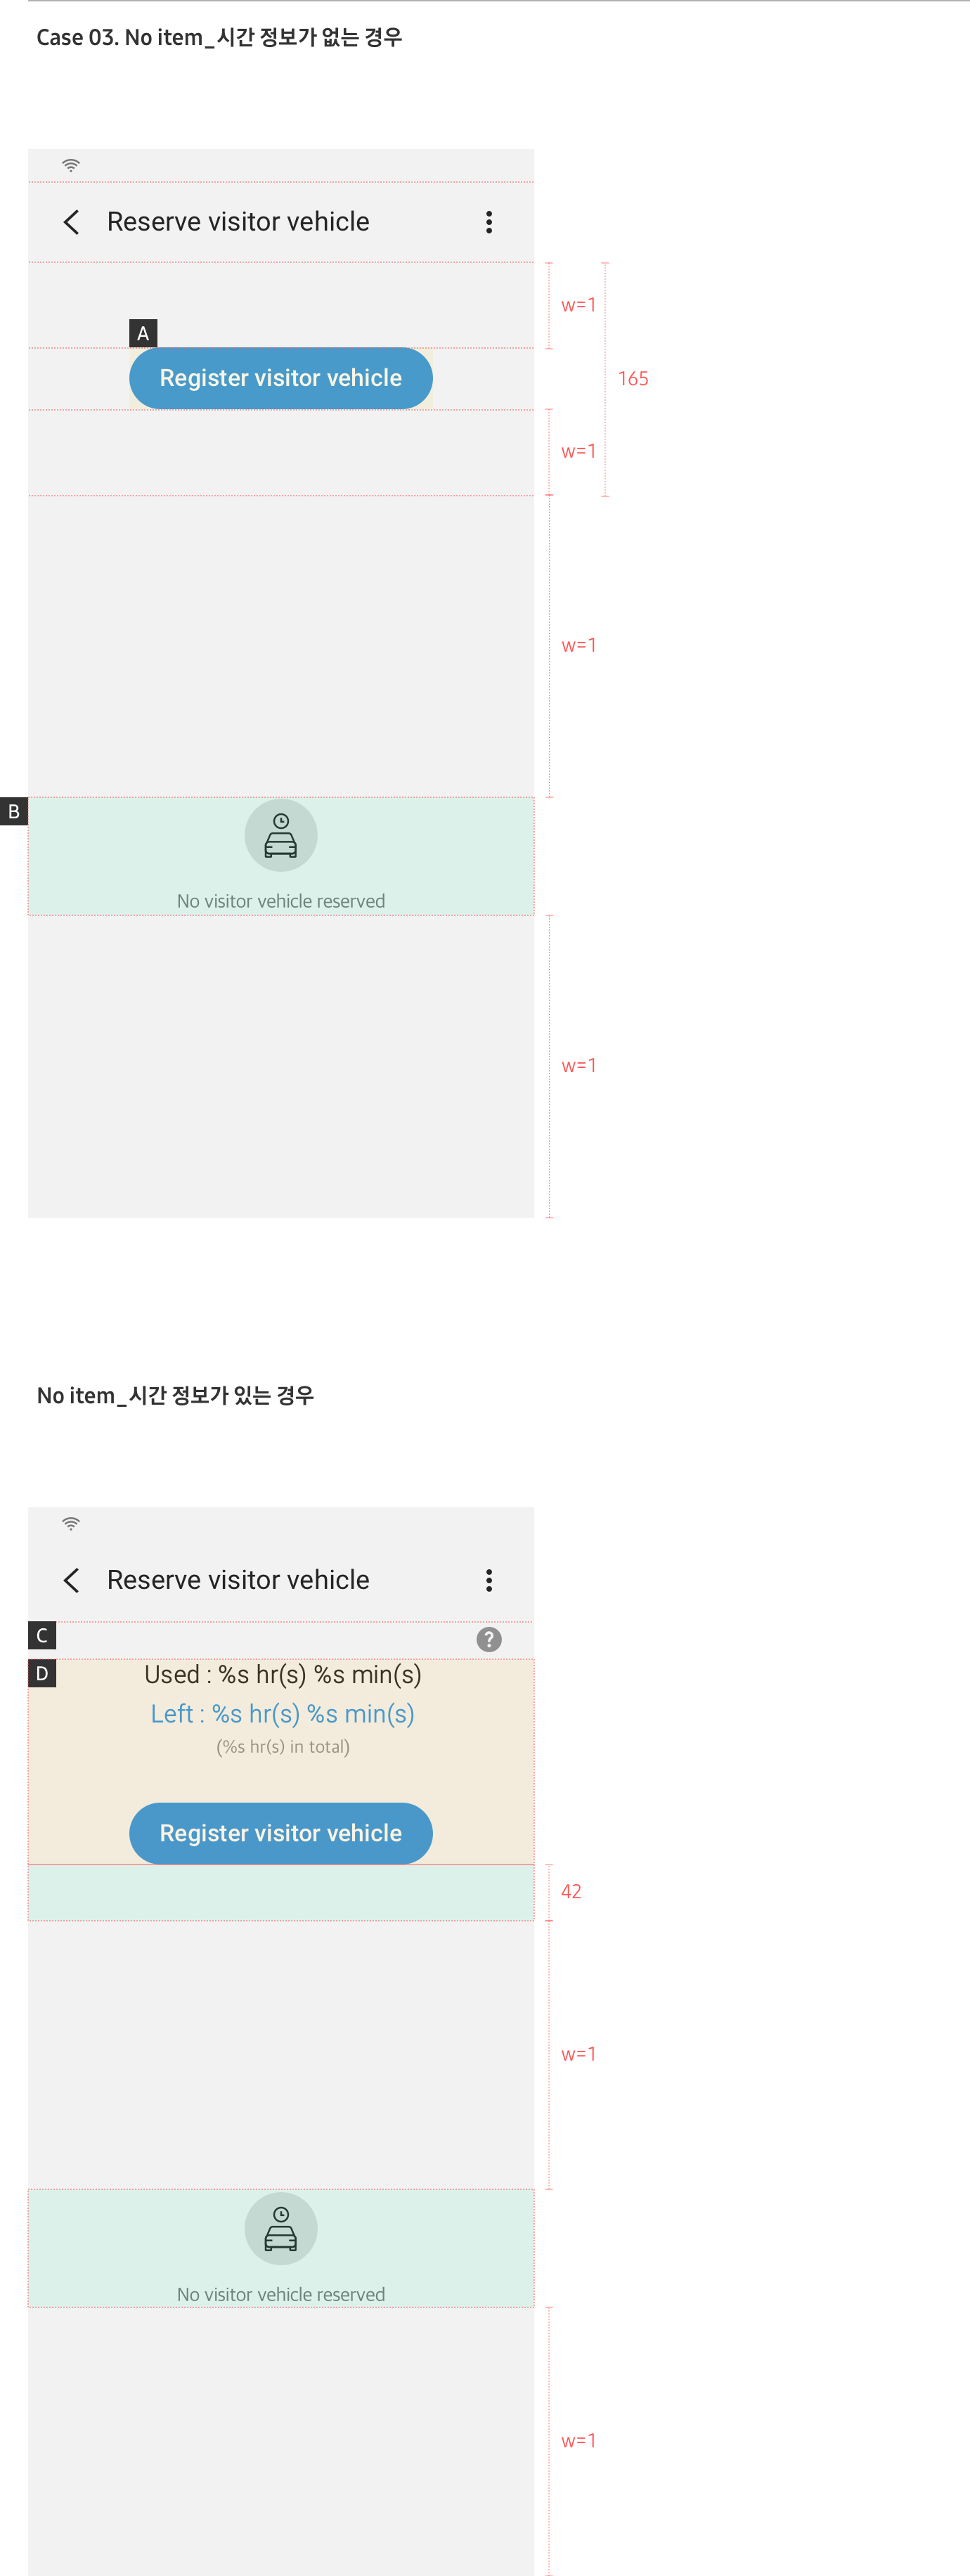 Case 03. No item_시간 정보가 없는 경우
Reserve visitor vehicle
w=1
A
Register visitor vehicle
165
w=1
w=1
B
No visitor vehicle reserved
w=1
No item_시간 정보가 있는 경우
Reserve visitor vehicle
C
?
D
Used : %s hr(s) %s min(s)
Left : %s hr(s) %s min(s)
(%s hr(s) in total)
Register visitor vehicle
42
w=1
No visitor vehicle reserved
w=1